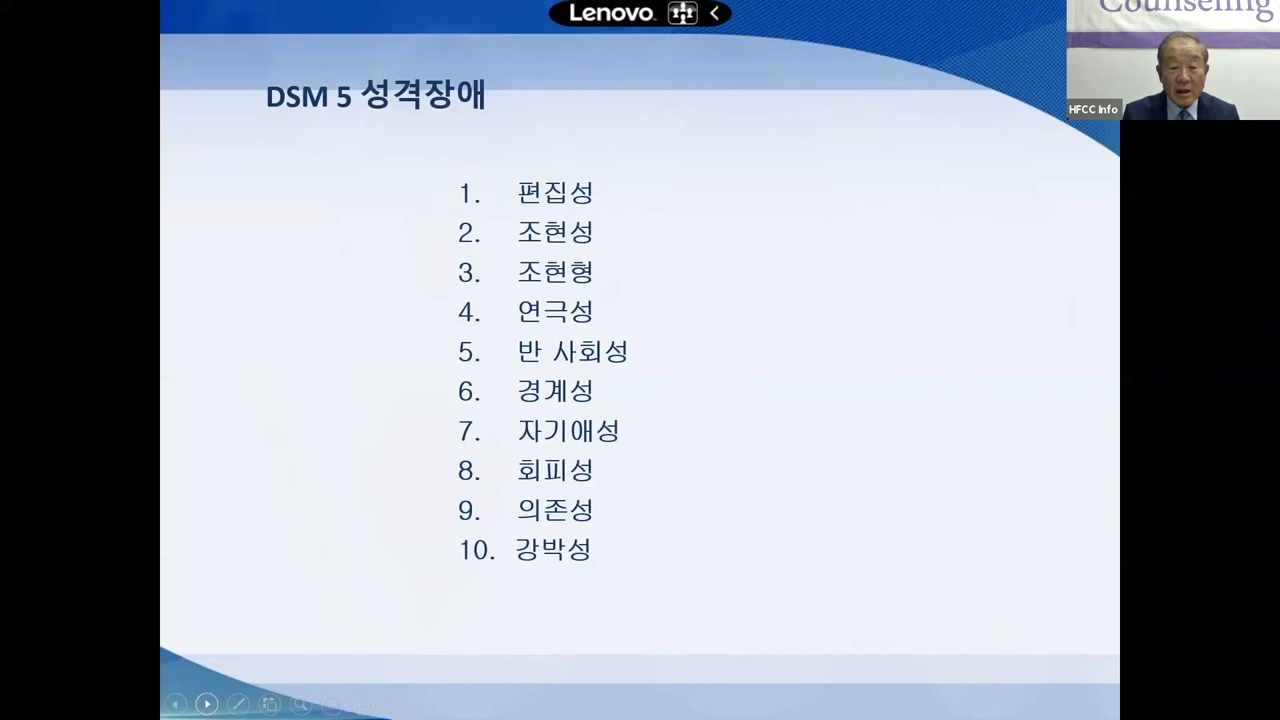 Lenovo
Counseling
HFCC Info
DSM 5 성격장애
1. 편집성
2. 조현성
3. 조현형
4. 연극성
5. 반 사회성
6. 경계성
7. 자기애성
8. 회피성
9. 의존성
10. 강박성